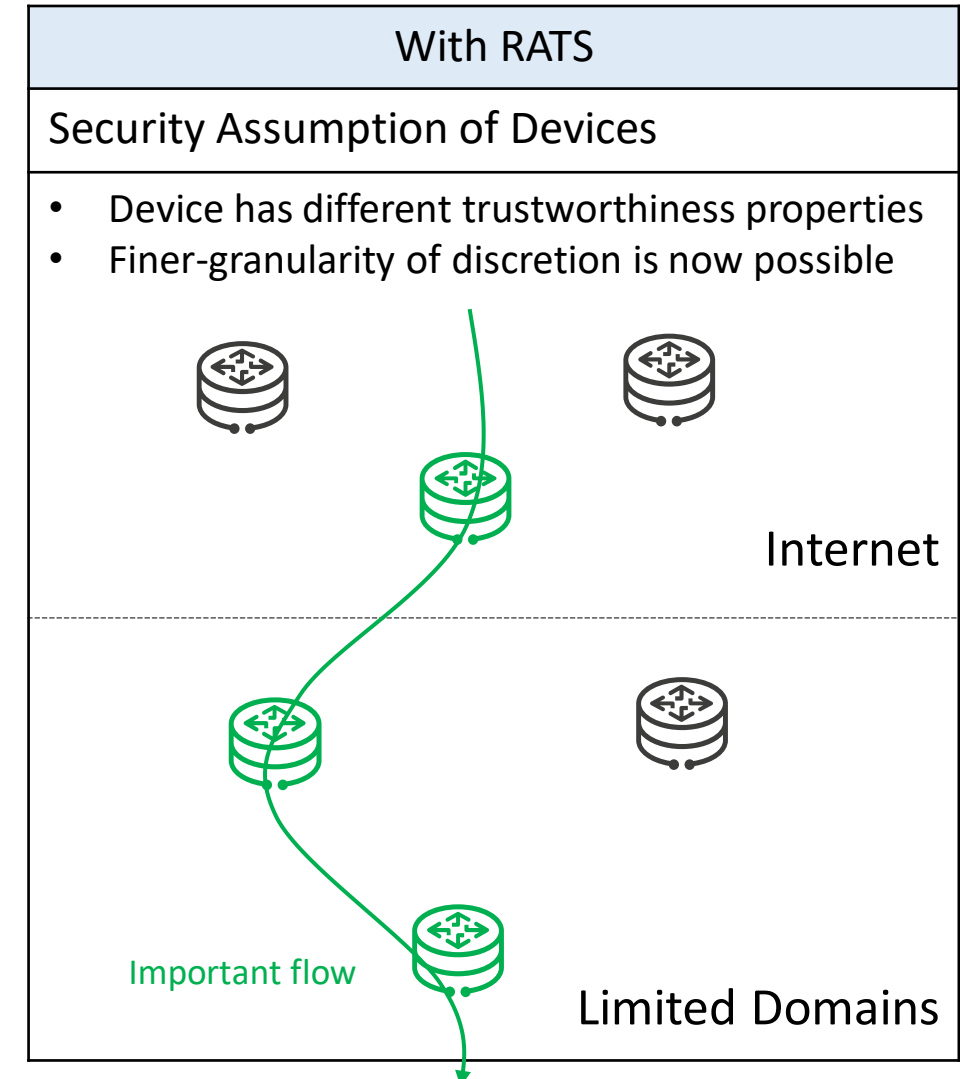 With RATS
Security Assumption of Devices
• Device has different trustworthiness properties
• Finer-granularity of discretion is now possible
Internet
Important flow
Limited Domains